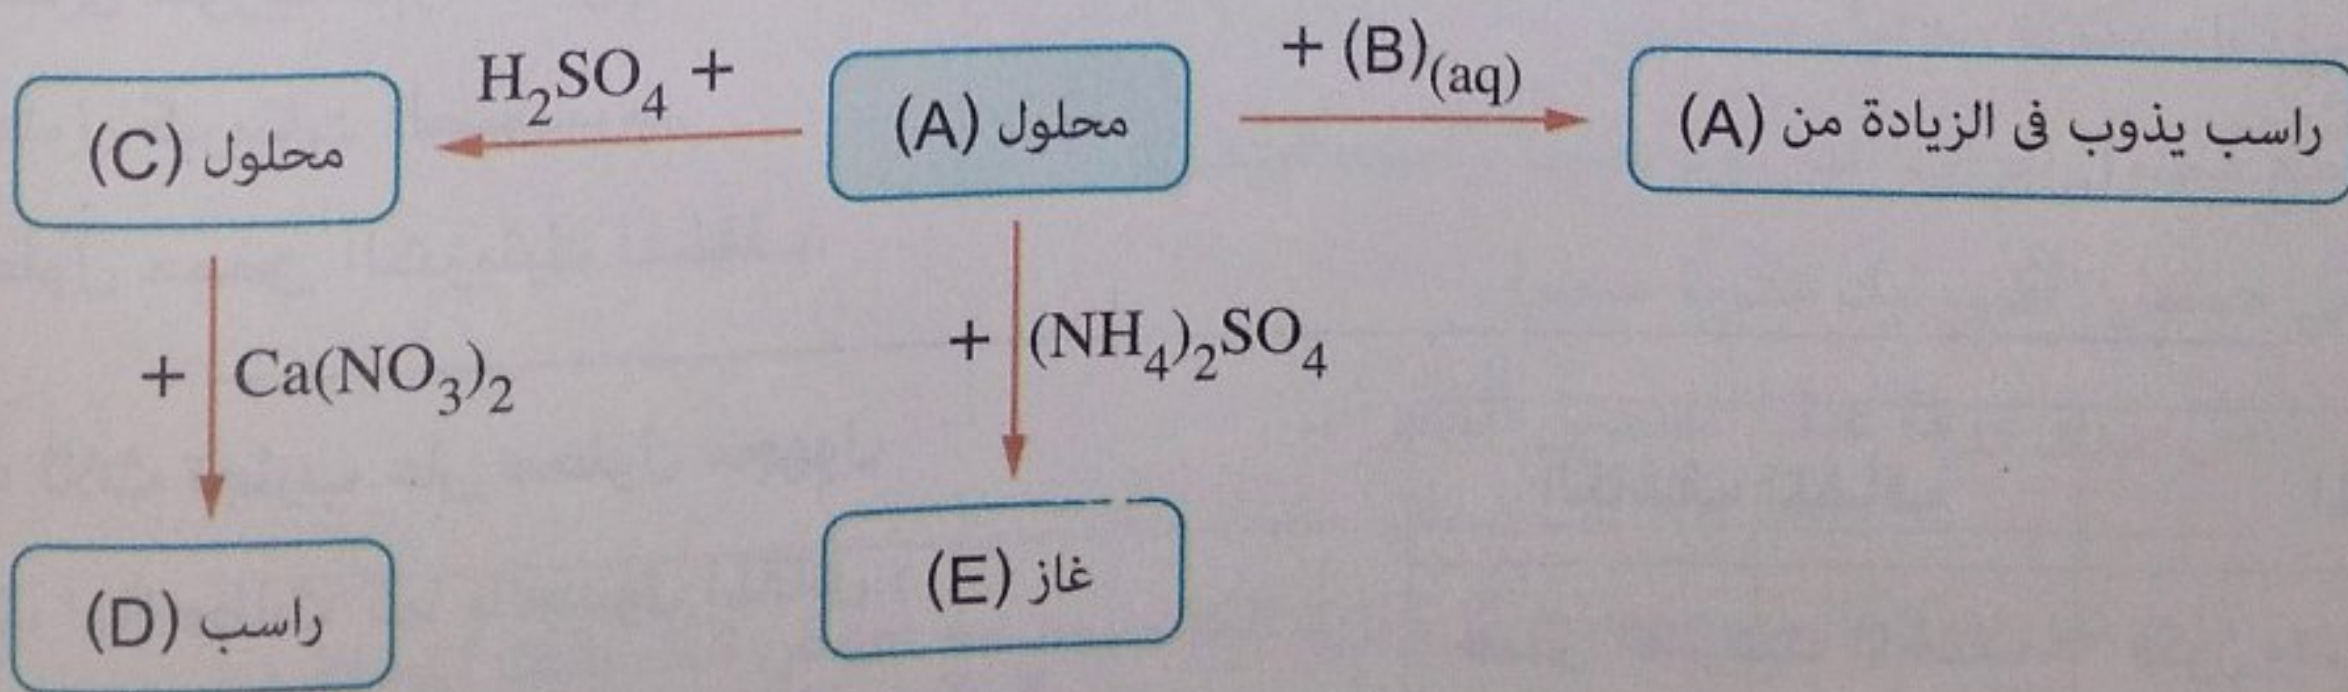 راسب يذوب فى الزيادة من (A)
+ (B)(aq)
محلول (A)
H₂SO₄ +
محلول (C)
+ (NH₄)₂SO₄
+ Ca(NO₃)₂
غاز (E)
راسب (D)